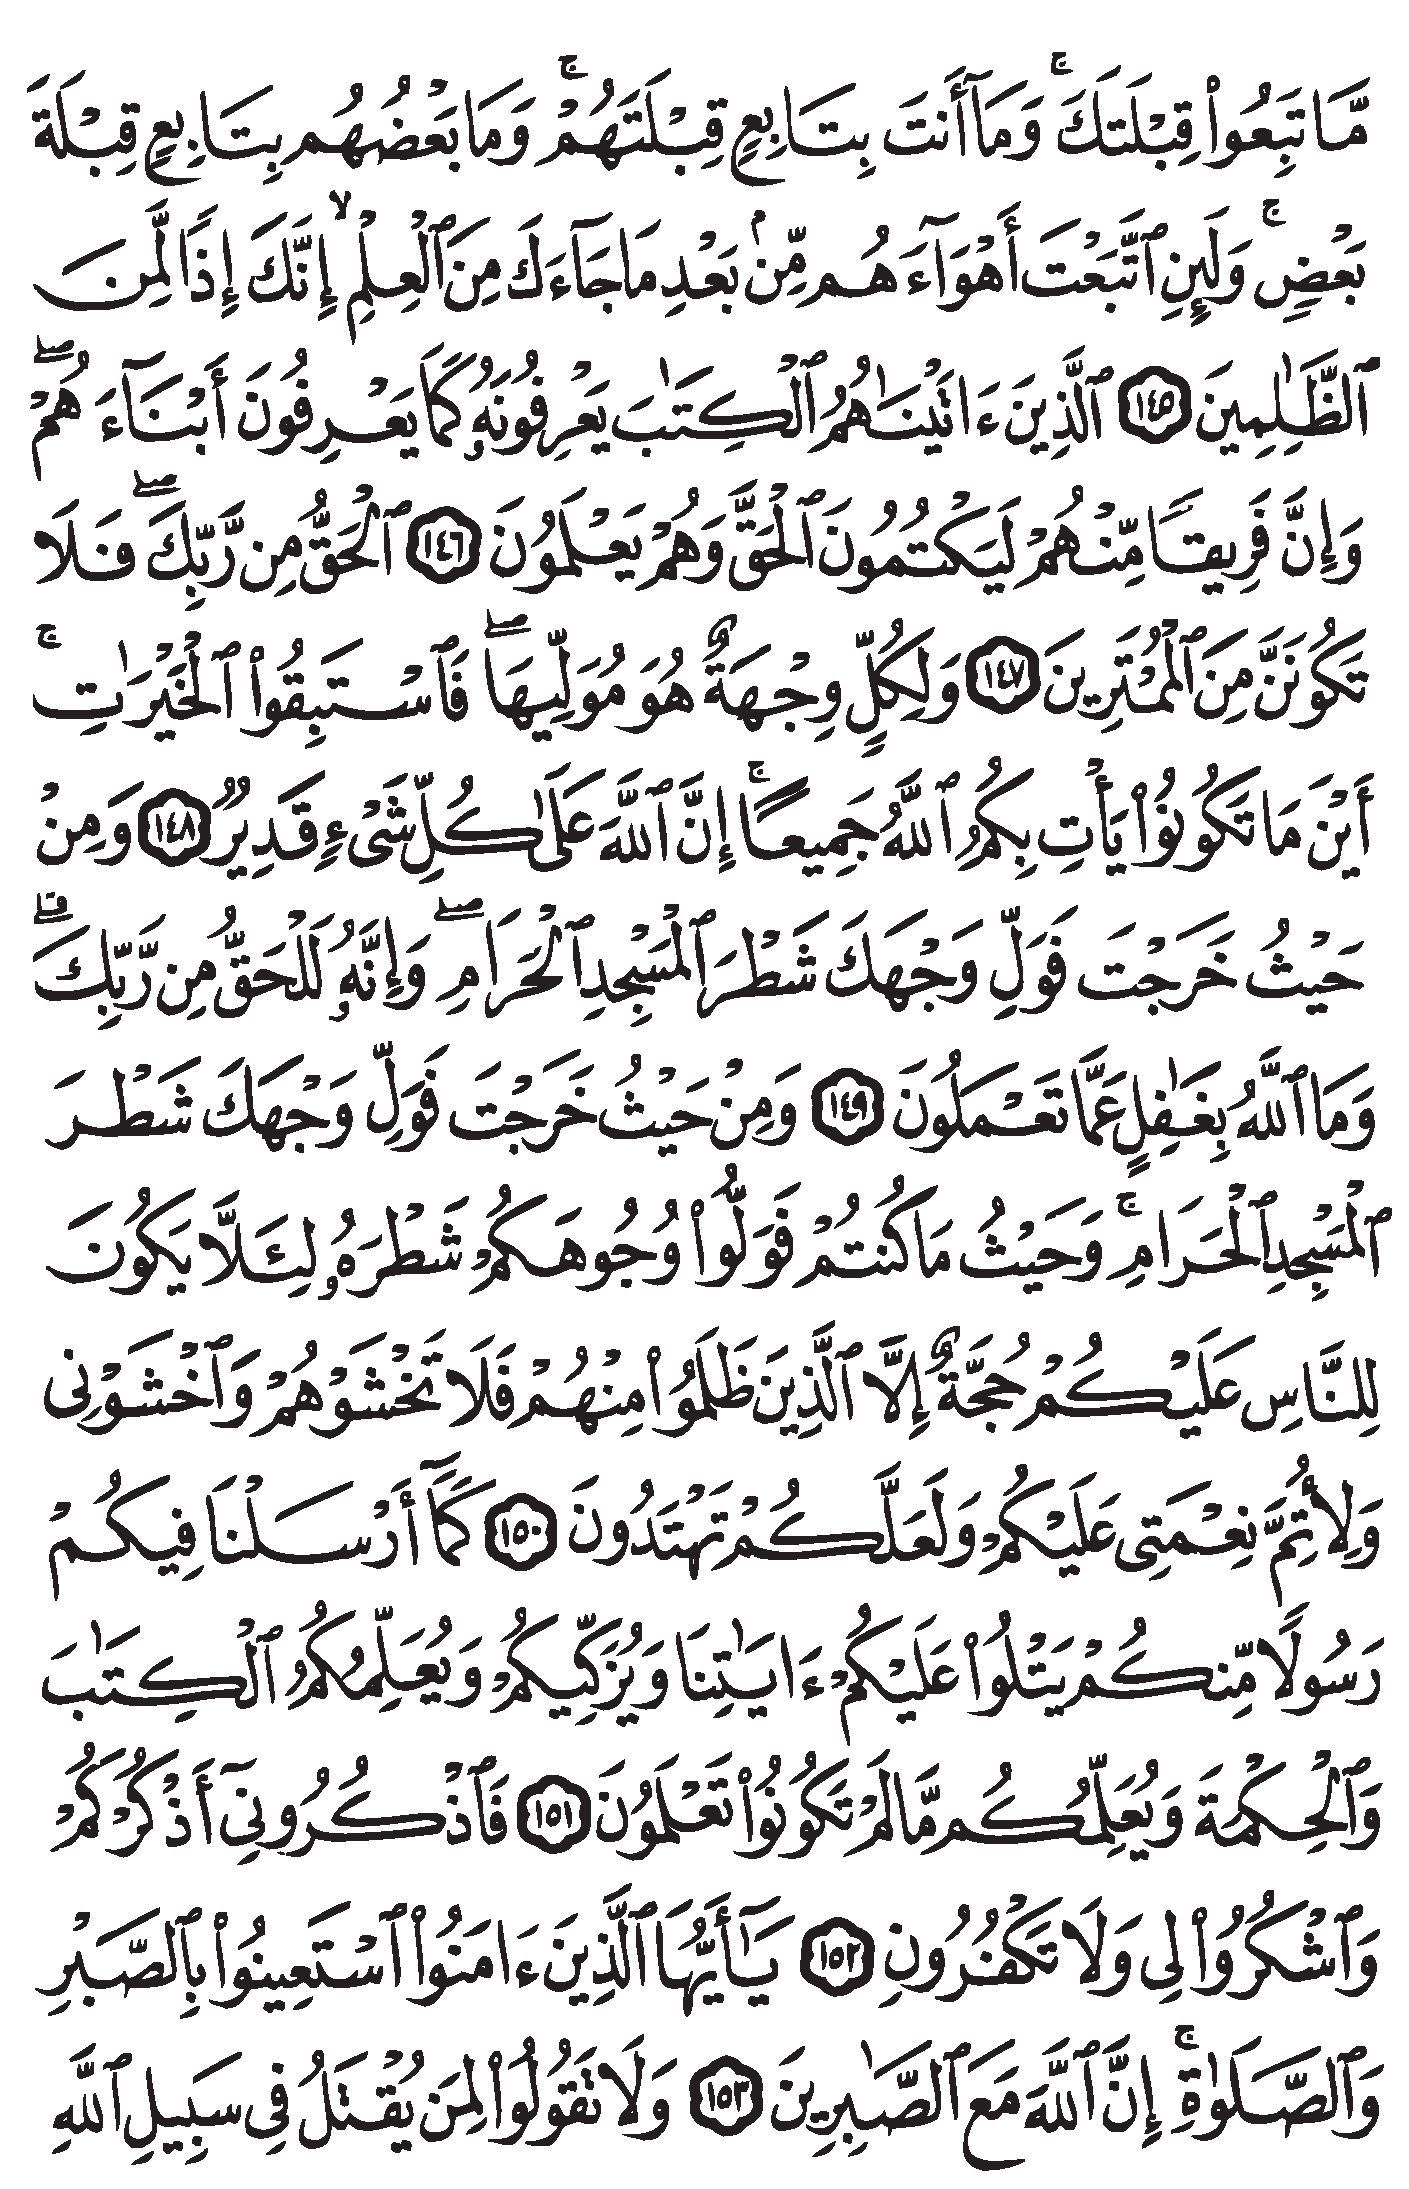 مَّا تَبِعُوا۟ قِبْلَتَكَ ۚ وَمَآ أَنتَ بِتَابِعٍ قِبْلَتَهُمْ ۚ وَمَا بَعْضُهُم بِتَابِعٍ قِبْلَةَ
بَعْضٍ ۚ وَلَئِنِ ٱتَّبَعْتَ أَهْوَآءَهُم مِّنۢ بَعْدِ مَا جَآءَكَ مِنَ ٱلْعِلْمِ ۙ إِنَّكَ إِذًا لَّمِنَ
ٱلظَّٰلِمِينَ ١٤٥ ٱلَّذِينَ ءَاتَيْنَٰهُمُ ٱلْكِتَٰبَ يَعْرِفُونَهُۥ كَمَا يَعْرِفُونَ أَبْنَآءَهُمْ ۖ
وَإِنَّ فَرِيقًا مِّنْهُمْ لَيَكْتُمُونَ ٱلْحَقَّ وَهُمْ يَعْلَمُونَ ١٤٦ ٱلْحَقُّ مِن رَّبِّكَ ۖ فَلَا
تَكُونَنَّ مِنَ ٱلْمُمْتَرِينَ ١٤٧ وَلِكُلٍّ وِجْهَةٌ هُوَ مُوَلِّيهَا ۖ فَٱسْتَبِقُوا۟ ٱلْخَيْرَٰتِ ۚ
أَيْنَ مَا تَكُونُوا۟ يَأْتِ بِكُمُ ٱللَّهُ جَمِيعًا ۚ إِنَّ ٱللَّهَ عَلَىٰ كُلِّ شَىْءٍ قَدِيرٌ ١٤٨ وَمِنْ
حَيْثُ خَرَجْتَ فَوَلِّ وَجْهَكَ شَطْرَ ٱلْمَسْجِدِ ٱلْحَرَامِ ۖ وَإِنَّهُۥ لَلْحَقُّ مِن رَّبِّكَ ۗ
وَمَا ٱللَّهُ بِغَٰفِلٍ عَمَّا تَعْمَلُونَ ١٤٩ وَمِنْ حَيْثُ خَرَجْتَ فَوَلِّ وَجْهَكَ شَطْرَ
ٱلْمَسْجِدِ ٱلْحَرَامِ ۚ وَحَيْثُ مَا كُنتُمْ فَوَلُّوا۟ وُجُوهَكُمْ شَطْرَهُۥ لِئَلَّا يَكُونَ
لِلنَّاسِ عَلَيْكُمْ حُجَّةٌ إِلَّا ٱلَّذِينَ ظَلَمُوا۟ مِنْهُمْ فَلَا تَخْشَوْهُمْ وَٱخْشَوْنِى
وَلِأُتِمَّ نِعْمَتِى عَلَيْكُمْ وَلَعَلَّكُمْ تَهْتَدُونَ ١٥٠ كَمَآ أَرْسَلْنَا فِيكُمْ
رَسُولًا مِّنكُمْ يَتْلُوا۟ عَلَيْكُمْ ءَايَٰتِنَا وَيُزَكِّيكُمْ وَيُعَلِّمُكُمُ ٱلْكِتَٰبَ
وَٱلْحِكْمَةَ وَيُعَلِّمُكُم مَّا لَمْ تَكُونُوا۟ تَعْلَمُونَ ١٥١ فَٱذْكُرُونِىٓ أَذْكُرْكُمْ
وَٱشْكُرُوا۟ لِى وَلَا تَكْفُرُونِ ١٥٢ يَٰٓأَيُّهَا ٱلَّذِينَ ءَامَنُوا۟ ٱسْتَعِينُوا۟ بِٱلصَّبْرِ
وَٱلصَّلَوٰةِ ۚ إِنَّ ٱللَّهَ مَعَ ٱلصَّٰبِرِينَ ١٥٣ وَلَا تَقُولُوا۟ لِمَن يُقْتَلُ فِى سَبِيلِ ٱللَّهِ